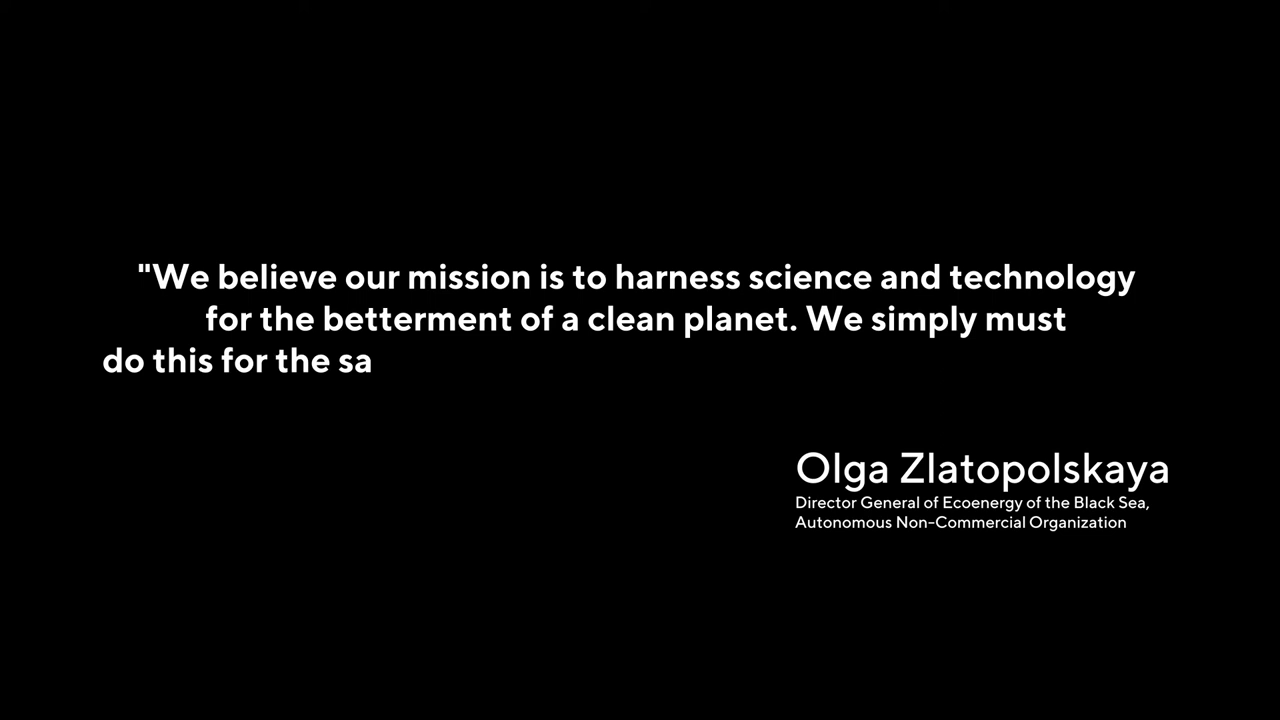 "We believe our mission is to harness science and technology
for the betterment of a clean planet. We simply must
do this for the sa
Olga Zlatopolskaya
Director General of Ecoenergy of the Black Sea,
Autonomous Non-Commercial Organization